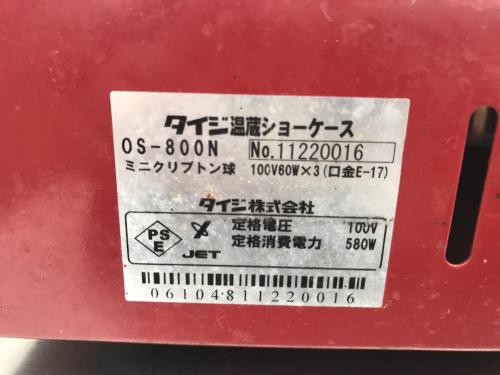 タイジ温蔵ショーケース
OS-800N No.11220016
ミニクリプトン球 100V60W×3(口金E-17)
タイジ株式会社
PS
E
JET
定格電圧 100V
定格消費電力 580W
0610481122​0016